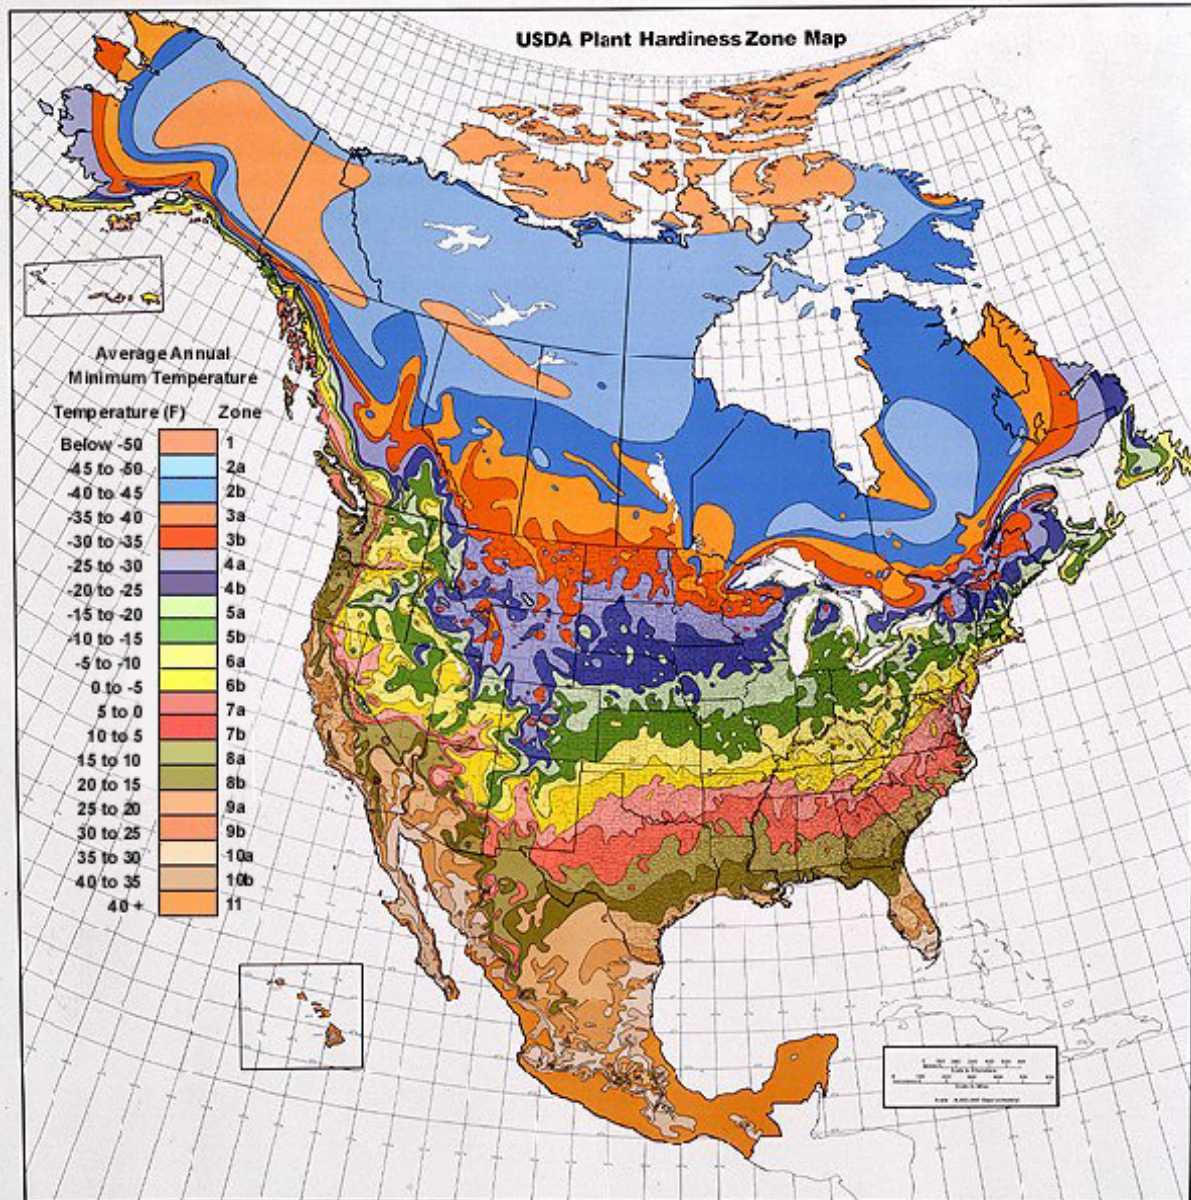 USDA Plant Hardiness Zone Map
Average Annual
Minimum Temperature
Temperature (F) Zone
Below -50 1
-45 to -50 2a
-40 to -45 2b
-35 to -40 3a
-30 to -35 3b
-25 to -30 4a
-20 to -25 4b
-15 to -20 5a
-10 to -15 5b
-5 to -10 6a
0 to -5 6b
5 to 0 7a
10 to 5 7b
15 to 10 8a
20 to 15 8b
25 to 20 9a
30 to 25 9b
35 to 30 10a
40 to 35 10b
40 + 11